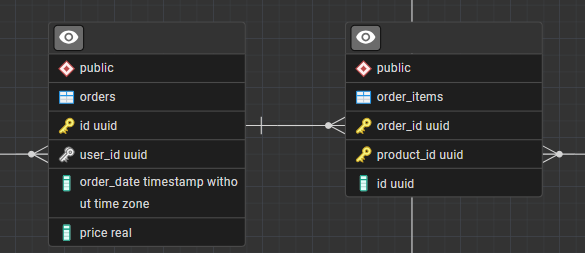 public
orders
id uuid
user_id uuid
order_date timestamp witho
ut time zone
price real
public
order_items
order_id uuid
product_id uuid
id uuid